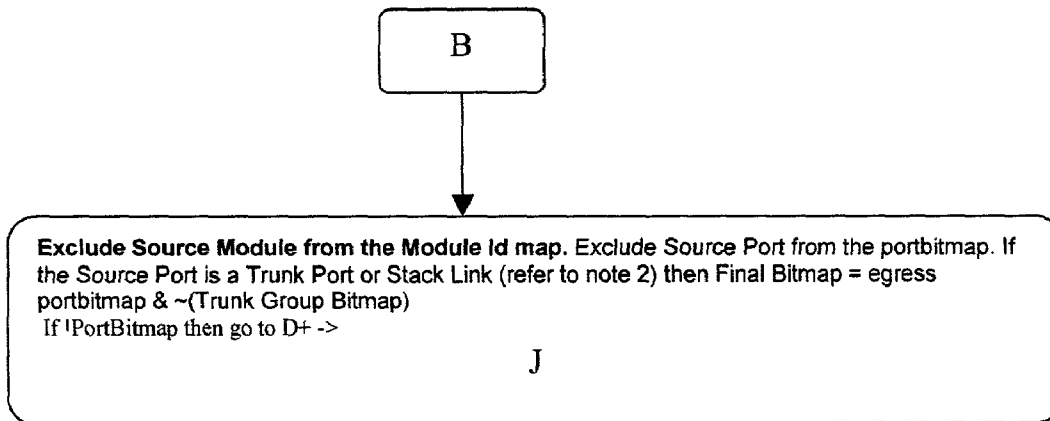 B
Exclude Source Module from the Module Id map. Exclude Source Port from the portbitmap. If
the Source Port is a Trunk Port or Stack Link (refer to note 2) then Final Bitmap = egress
portbitmap & ~(Trunk Group Bitmap)
If !PortBitmap then go to D+ ->
J